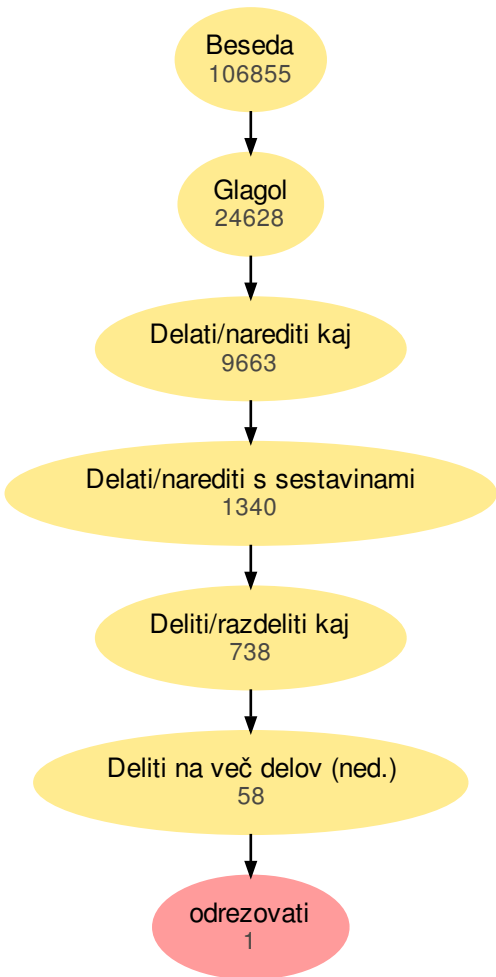 Beseda
106855
Glagol
24628
Delati/narediti kaj
9663
Delati/narediti s sestavinami
1340
Deliti/razdeliti kaj
738
Deliti na več delov (ned.)
58
odrezovati
1